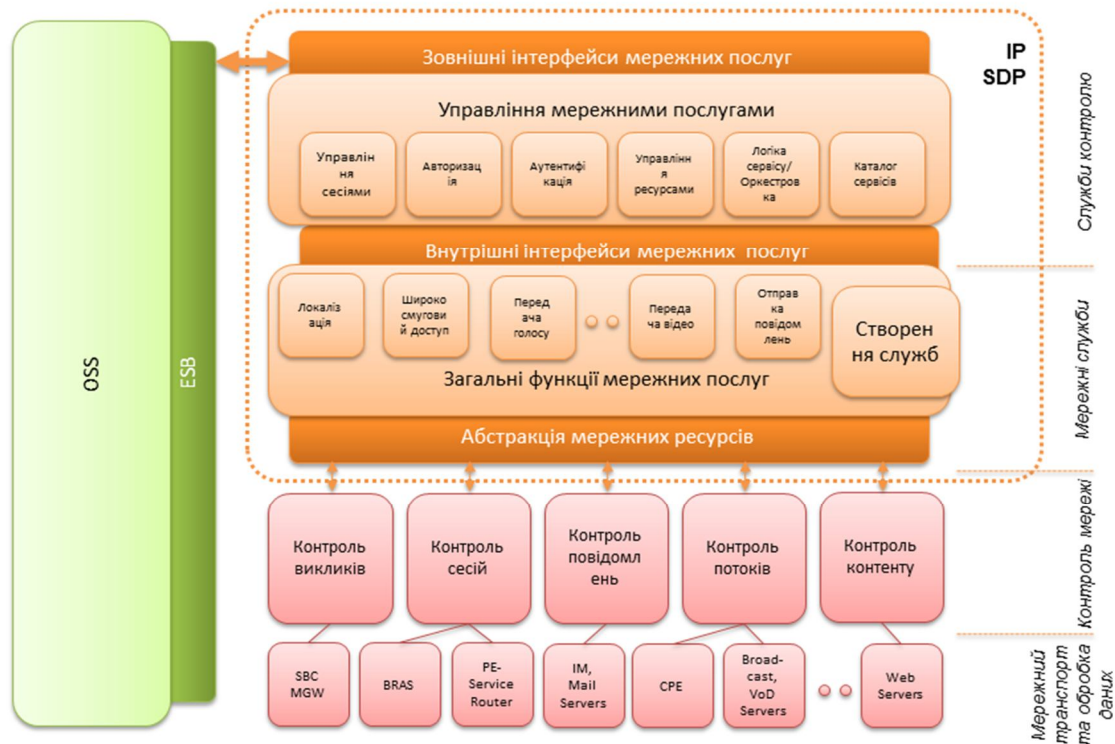 OSS
ESB
IP
SDP
Зовнішні інтерфейси мережних послуг
Управління мережними послугами
Управлін
ня
сесіями
Авторизац
ія
Аутентифі
кація
Управлінн
я
ресурсами
Логіка
сервісу/
Оркестров
ка
Каталог
сервісів
Внутрішні інтерфейси мережних послуг
Локаліз
ація
Широко
смугови
й доступ
Перед
ача
голосу
Переда
ча відео
Отправ
ка
повідом
лень
Створен
ня служб
Загальні функції мережних послуг
Абстракція мережних ресурсів
Контроль
викликів
Контроль
сесій
Контроль
повідомл
ень
Контроль
потоків
Контроль
контенту
SBC
MGW
BRAS
PE-
Service
Router
IM,
Mail
Servers
CPE
Broad-
cast,
VoD
Servers
Web
Servers
Служби контролю
Мережні служби
Контроль мережі
Мережний
транспорт
та обробка
даних